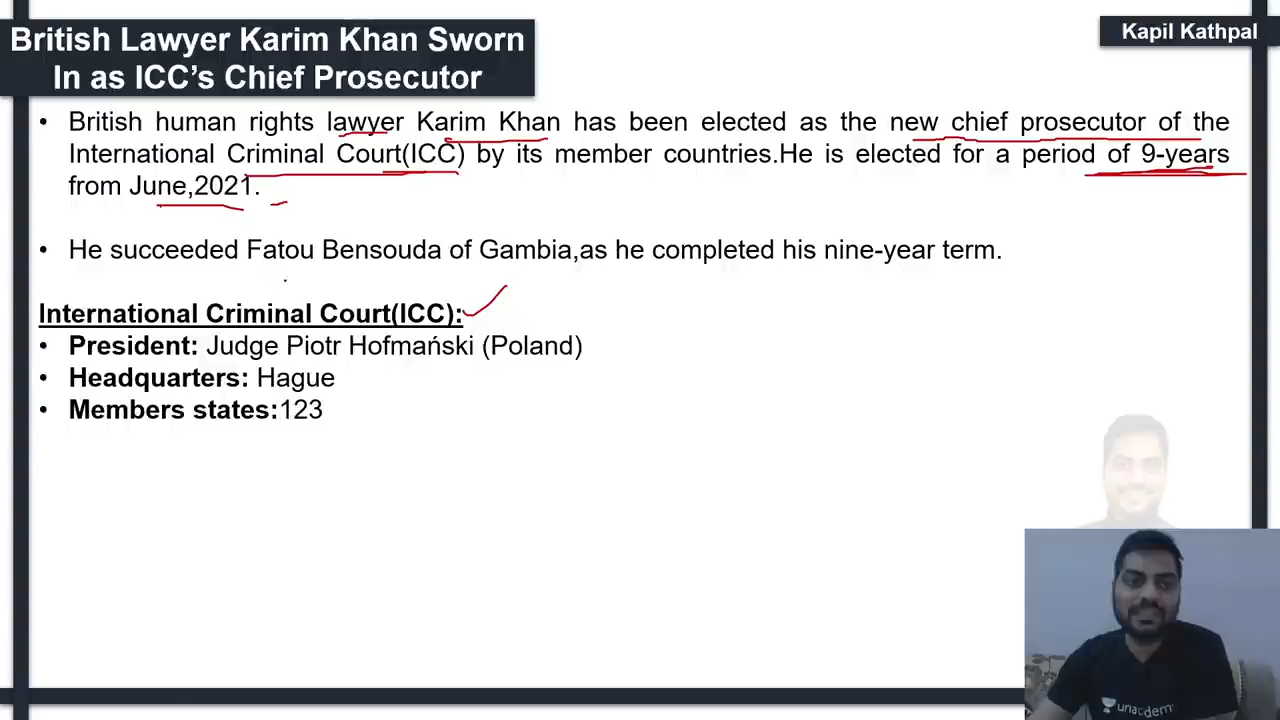 British Lawyer Karim Khan Sworn
In as ICC’s Chief Prosecutor
Kapil Kathpal
• British human rights lawyer Karim Khan has been elected as the new chief prosecutor of the
International Criminal Court(ICC) by its member countries.He is elected for a period of 9-years
from June,2021.
• He succeeded Fatou Bensouda of Gambia,as he completed his nine-year term.
International Criminal Court(ICC):
• President: Judge Piotr Hofmański (Poland)
• Headquarters: Hague
• Members states:123
unacademy